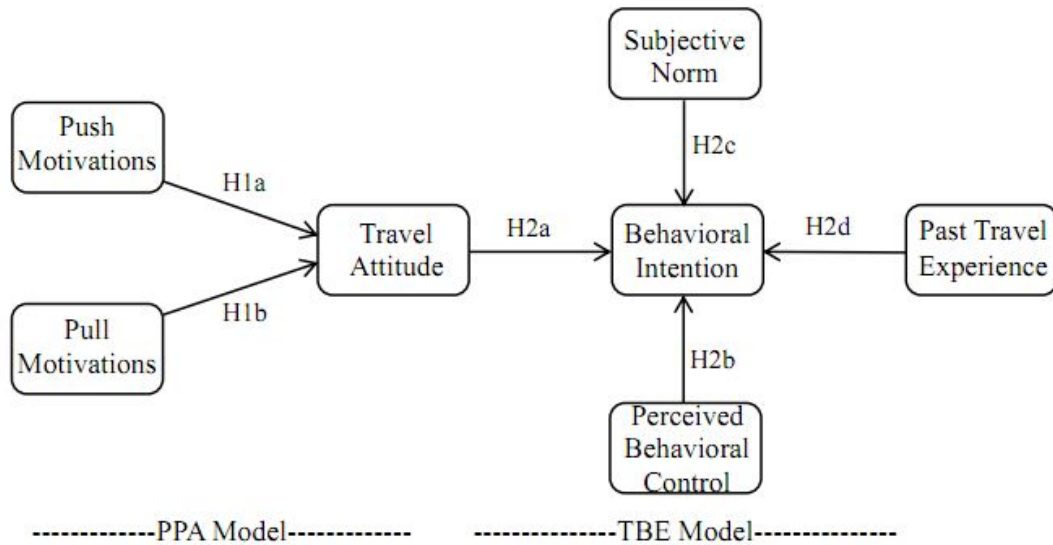 Subjective
Norm
Push
Motivations
H2c
H1a
Travel
Attitude
H2a
Behavioral
Intention
H2d
Past Travel
Experience
H1b
Pull
Motivations
H2b
Perceived
Behavioral
Control
-------------PPA Model-------------
-------------TBE Model-------------